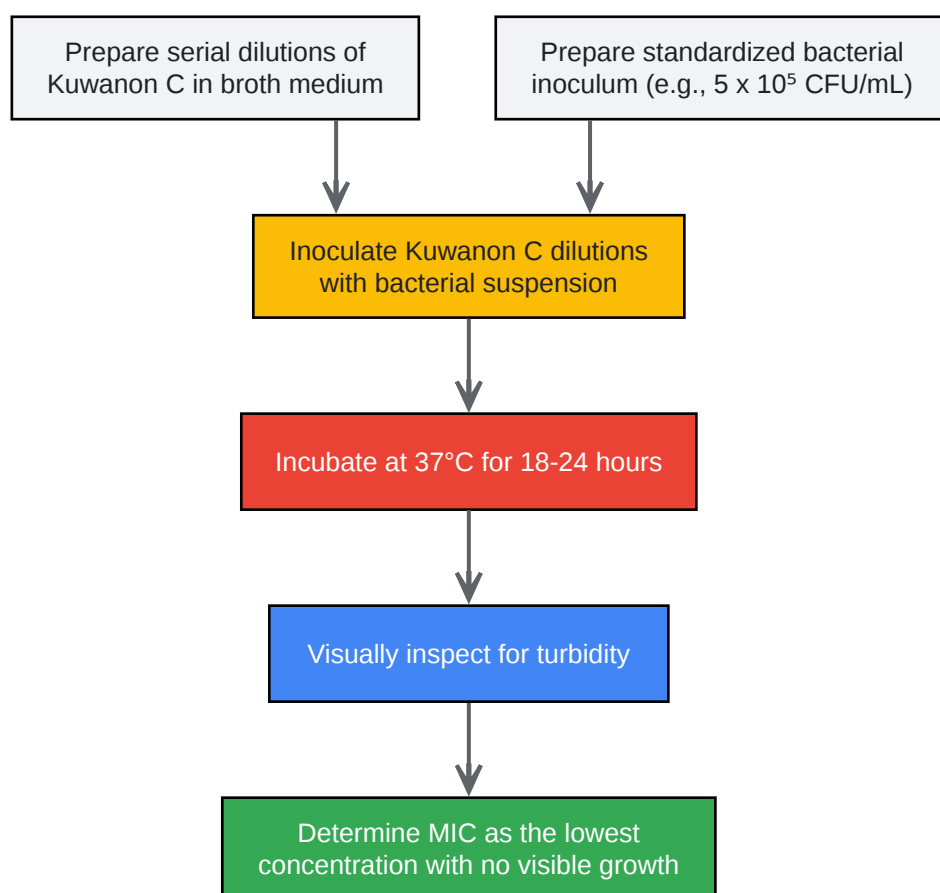 Prepare serial dilutions of
Kuwanon C in broth medium
Prepare standardized bacterial
inoculum (e.g., 5 x 10⁵ CFU/mL)
Inoculate Kuwanon C dilutions
with bacterial suspension
Incubate at 37°C for 18-24 hours
Visually inspect for turbidity
Determine MIC as the lowest
concentration with no visible growth